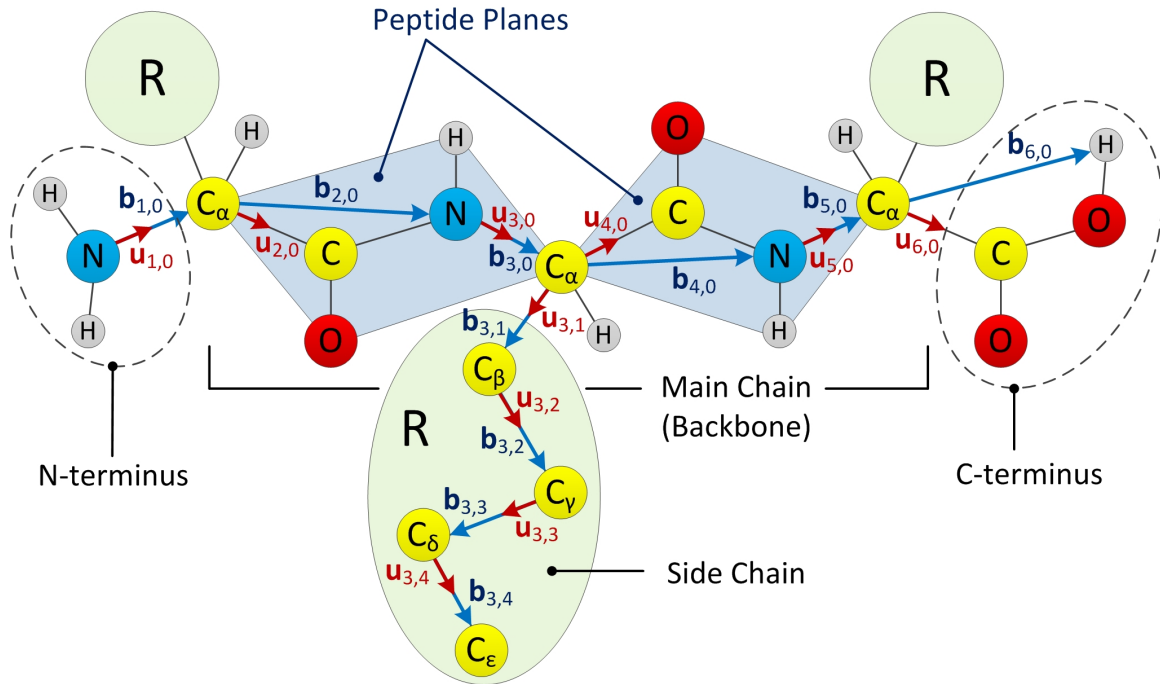 Peptide Planes
R
R
H
H
O
H
H
b₆,₀
H
b₁,₀
Cα
b₂,₀
N
u₃,₀
u₄,₀
C
b₅,₀
Cα
O
N
u₁,₀
u₂,₀
C
b₃,₀
Cα
b₄,₀
N
u₅,₀
u₆,₀
C
H
O
b₃,₁
u₃,₁
H
H
O
Cβ
u₃,₂
Main Chain
(Backbone)
R
b₃,₂
N-terminus
C-terminus
b₃,₃
Cγ
Cδ
u₃,₃
u₃,₄
b₃,₄
Side Chain
Cε